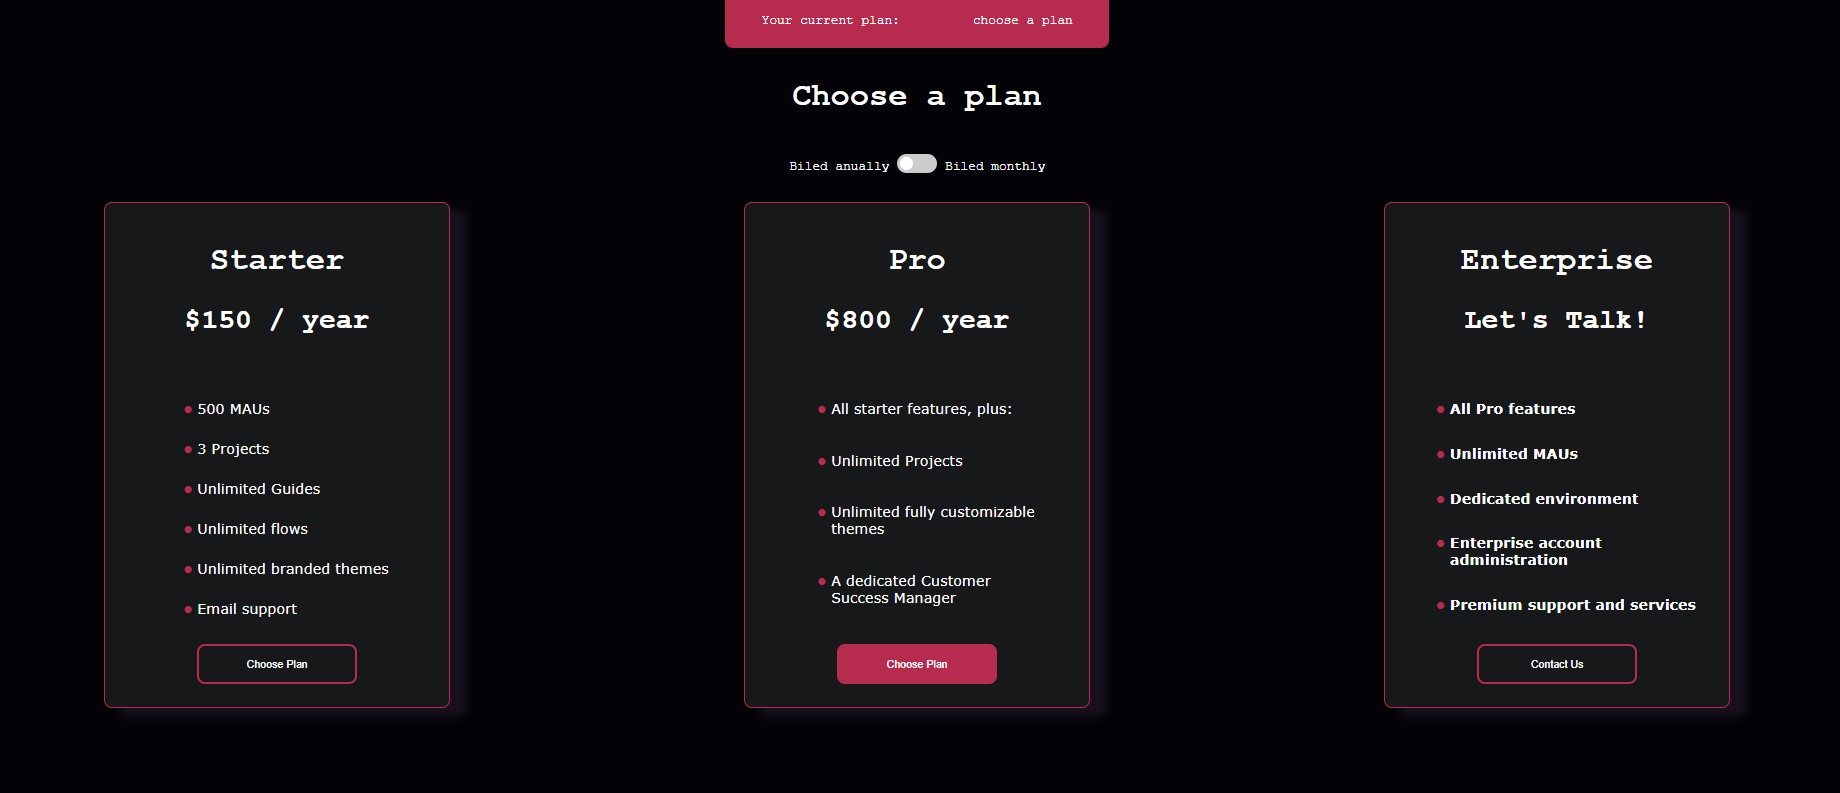 Your current plan: choose a plan
Choose a plan
Biled anually Biled monthly
Starter
$150 / year
500 MAUs
3 Projects
Unlimited Guides
Unlimited flows
Unlimited branded themes
Email support
Choose Plan
Pro
$800 / year
All starter features, plus:
Unlimited Projects
Unlimited fully customizable
themes
A dedicated Customer
Success Manager
Choose Plan
Enterprise
Let's Talk!
All Pro features
Unlimited MAUs
Dedicated environment
Enterprise account
administration
Premium support and services
Contact Us